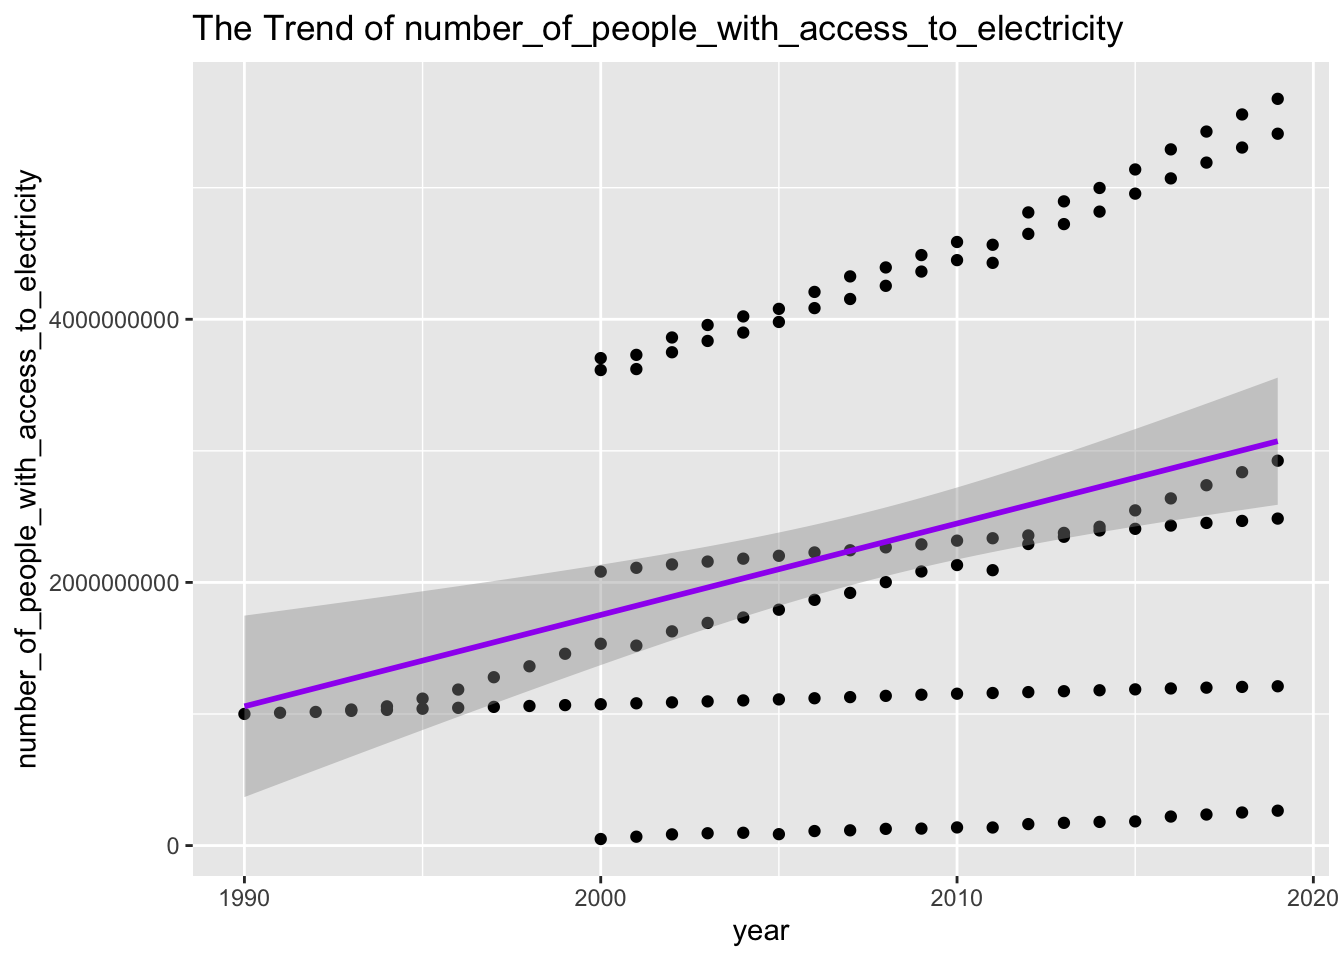 The Trend of number_of_people_with_access_to_electricity
number_of_people_with_access_to_electricity
4000000000
2000000000
0
1990
2000
2010
2020
year